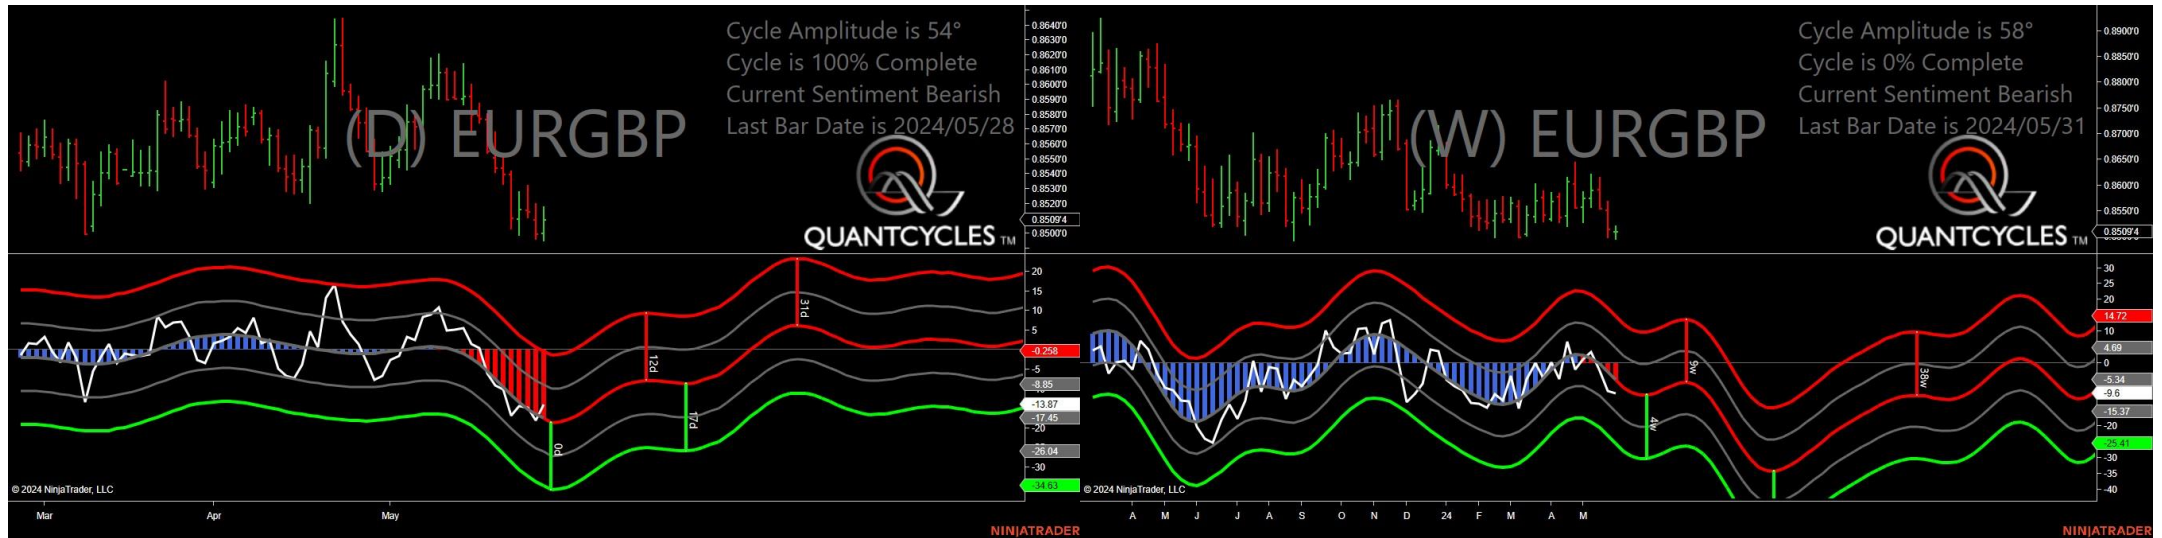 Cycle Amplitude is 54°
Cycle is 100% Complete
Current Sentiment Bearish
Last Bar Date is 2024/05/28
(D) EURGBP
QUANTCYCLES TM
0.8640'0
0.8630'0
0.8620'0
0.8610'0
0.8600'0
0.8590'0
0.8580'0
0.8570'0
0.8560'0
0.8550'0
0.8540'0
0.8530'0
0.8520'0
0.8509'4
0.8500'0
20
15
10
5
-0.258
-5
-8.85
-13.87
-17.45
-20
-26.04
-30
-34.63
0d
12d
17d
31d
© 2024 NinjaTrader, LLC
Mar Apr May
NINJATRADER
Cycle Amplitude is 58°
Cycle is 0% Complete
Current Sentiment Bearish
Last Bar Date is 2024/05/31
(W) EURGBP
QUANTCYCLES TM
0.8900'0
0.8850'0
0.8800'0
0.8750'0
0.8700'0
0.8650'0
0.8600'0
0.8550'0
0.8509'4
30
25
20
14.72
10
4.69
0
-5.34
-9.6
-15.37
-20
-25.41
-30
-35
-40
4w
9w
38w
© 2024 NinjaTrader, LLC
A M J J A S O N D 24 F M A M
NINJATRADER